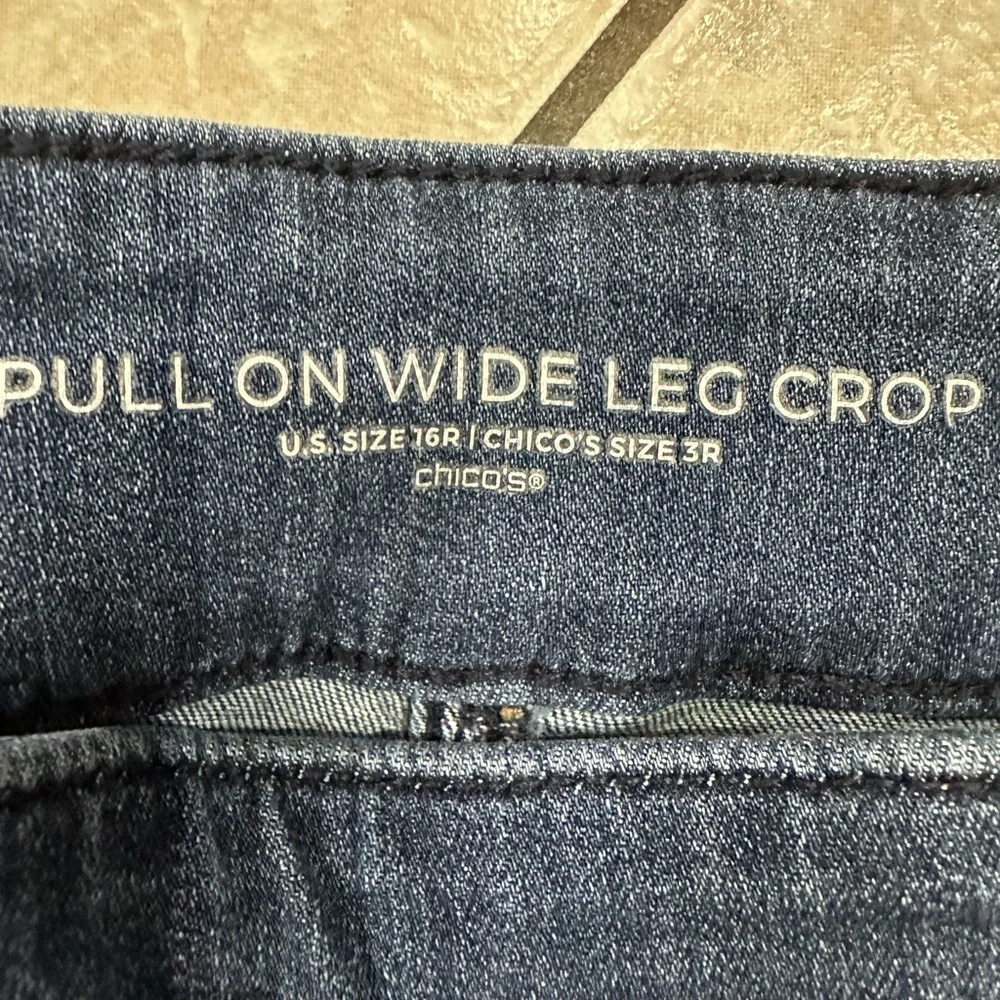 PULL ON WIDE LEG CROP
U.S. SIZE 16R | CHICO'S SIZE 3R
chico's®